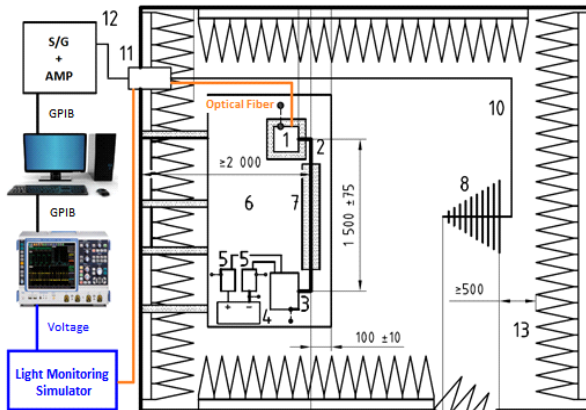 S/G
+
AMP
12
11
GPIB
GPIB
Voltage
Light Monitoring
Simulator
Optical Fiber
1
2
≥2 000
6
7
1 500 ±75
5
5
3
4
+
−
100 ±10
10
8
≥500
13